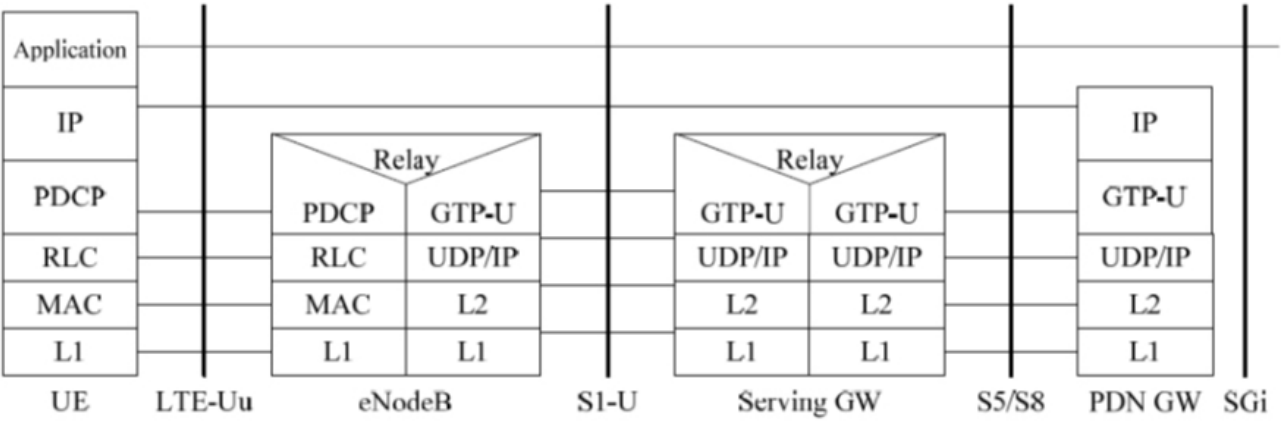 Application
IP IP
Relay Relay
PDCP PDCP GTP-U GTP-U GTP-U GTP-U
RLC RLC UDP/IP UDP/IP UDP/IP UDP/IP
MAC MAC L2 L2 L2 L2
L1 L1 L1 L1 L1 L1
UE LTE-Uu eNodeB S1-U Serving GW S5/S8 PDN GW SGi